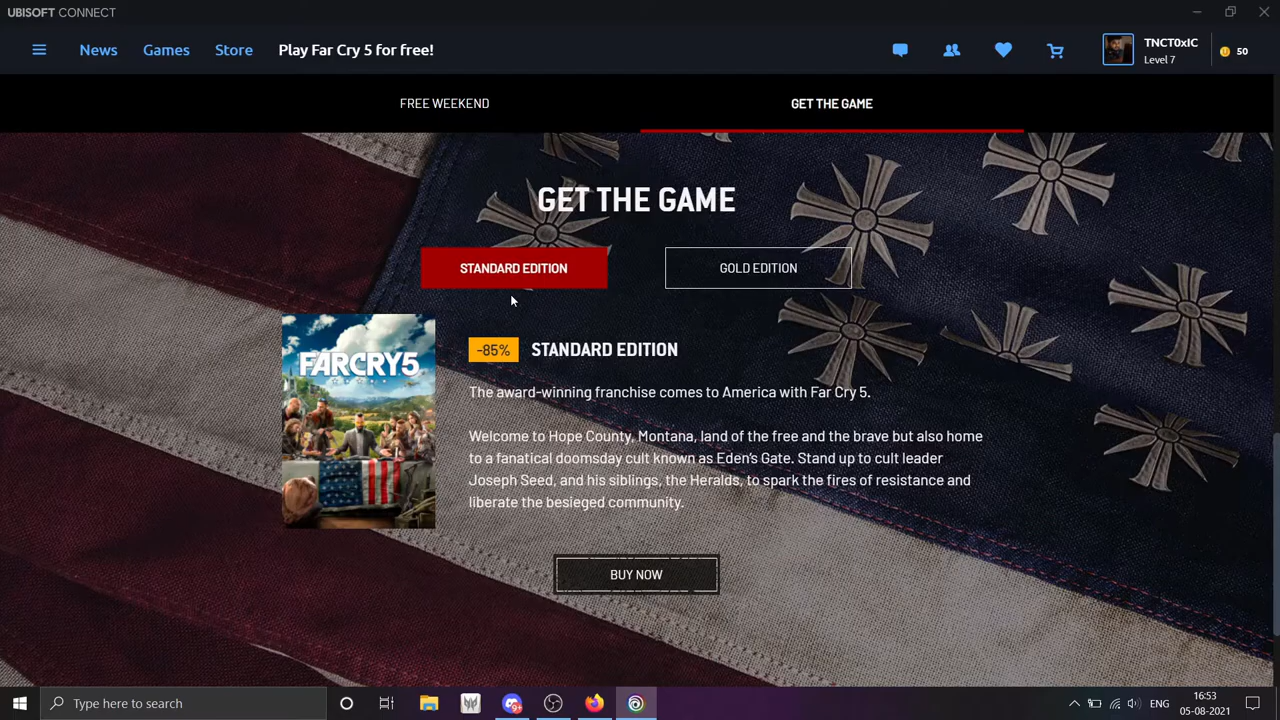 UBISOFT CONNECT
News Games Store Play Far Cry 5 for free!
TNCT0xIC
Level 7
50
FREE WEEKEND GET THE GAME
GET THE GAME
STANDARD EDITION GOLD EDITION
FARCRY5
-85% STANDARD EDITION
The award-winning franchise comes to America with Far Cry 5.
Welcome to Hope County, Montana, land of the free and the brave but also home
to a fanatical doomsday cult known as Eden's Gate. Stand up to cult leader
Joseph Seed, and his siblings, the Heralds, to spark the fires of resistance and
liberate the besieged community.
BUY NOW
Type here to search
9+
ENG
16:53
05-08-2021